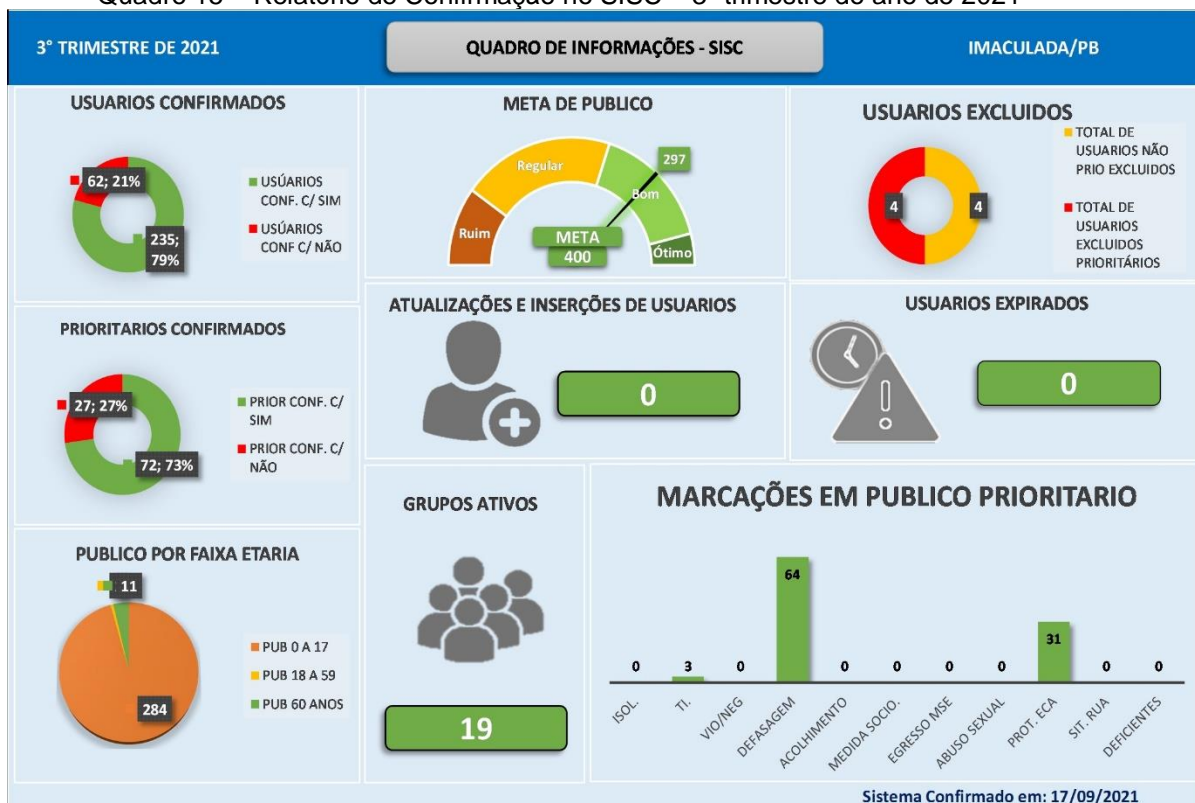 3° TRIMESTRE DE 2021
QUADRO DE INFORMAÇÕES - SISC
IMACULADA/PB
USUARIOS CONFIRMADOS
62; 21%
235;
79%
USÚARIOS
CONF. C/ SIM
USÚARIOS
CONF C/ NÃO
META DE PUBLICO
Ruim
Regular
Bom
Ótimo
297
META
400
USUARIOS EXCLUIDOS
4
4
TOTAL DE
USUARIOS NÃO
PRIO EXCLUIDOS
TOTAL DE
USUARIOS
EXCLUIDOS
PRIORITÁRIOS
PRIORITARIOS CONFIRMADOS
27; 27%
72; 73%
PRIOR CONF. C/
SIM
PRIOR CONF. C/
NÃO
ATUALIZAÇÕES E INSERÇÕES DE USUARIOS
0
USUARIOS EXPIRADOS
0
PUBLICO POR FAIXA ETARIA
11
284
PUB 0 A 17
PUB 18 A 59
PUB 60 ANOS
GRUPOS ATIVOS
19
MARCAÇÕES EM PUBLICO PRIORITARIO
0
3
0
64
0
0
0
0
31
0
0
ISOL.
TI.
VIO/NEG
DEFASAGEM
ACOLHIMENTO
MEDIDA SOCIO.
EGRESSO MSE
ABUSO SEXUAL
PROT. ECA
SIT. RUA
DEFICIENTES
Sistema Confirmado em: 17/09/2021